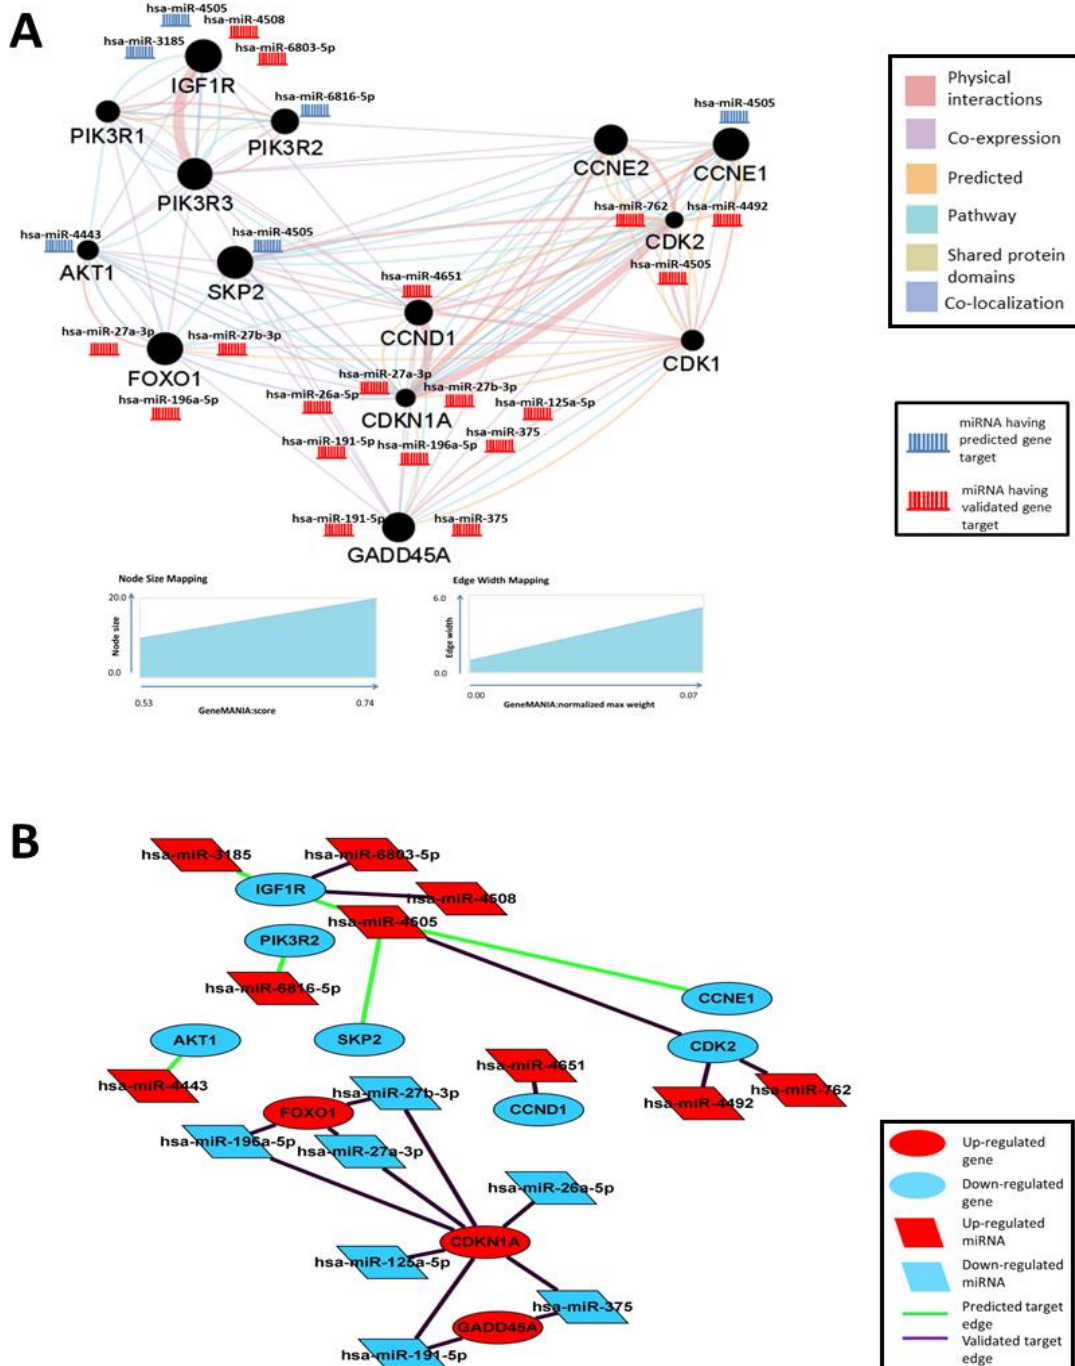 A
hsa-miR-4505
hsa-miR-4508
hsa-miR-3185
hsa-miR-6803-5p
IGF1R
hsa-miR-6816-5p
hsa-miR-4505
PIK3R1
PIK3R2
CCNE2
CCNE1
PIK3R3
hsa-miR-762
hsa-miR-4492
hsa-miR-4443
hsa-miR-4505
CDK2
AKT1
SKP2
hsa-miR-4505
hsa-miR-4651
hsa-miR-27a-3p
hsa-miR-27b-3p
CCND1
CDK1
FOXO1
hsa-miR-27a-3p
hsa-miR-196a-5p
hsa-miR-26a-5p
hsa-miR-27b-3p
hsa-miR-125a-5p
CDKN1A
hsa-miR-375
hsa-miR-191-5p
hsa-miR-196a-5p
hsa-miR-191-5p
hsa-miR-375
GADD45A
Physical
interactions
Co-expression
Predicted
Pathway
Shared protein
domains
Co-localization
miRNA having
predicted gene
target
miRNA having
validated gene
target
Node Size Mapping
20.0
Node size
0.0
0.53
0.74
GeneMANIA:score
Edge Width Mapping
6.0
Edge width
0.0
0.00
0.07
GeneMANIA:normalized max weight
B
hsa-miR-3185
hsa-miR-6803-5p
IGF1R
hsa-miR-4508
hsa-miR-4505
PIK3R2
hsa-miR-6816-5p
CCNE1
AKT1
SKP2
CDK2
hsa-miR-4651
hsa-miR-4443
hsa-miR-27b-3p
hsa-miR-4492
hsa-miR-762
FOXO1
CCND1
hsa-miR-196a-5p
hsa-miR-27a-3p
hsa-miR-26a-5p
CDKN1A
hsa-miR-125a-5p
hsa-miR-375
GADD45A
hsa-miR-191-5p
Up-regulated
gene
Down-regulated
gene
Up-regulated
miRNA
Down-regulated
miRNA
Predicted target
edge
Validated target
edge